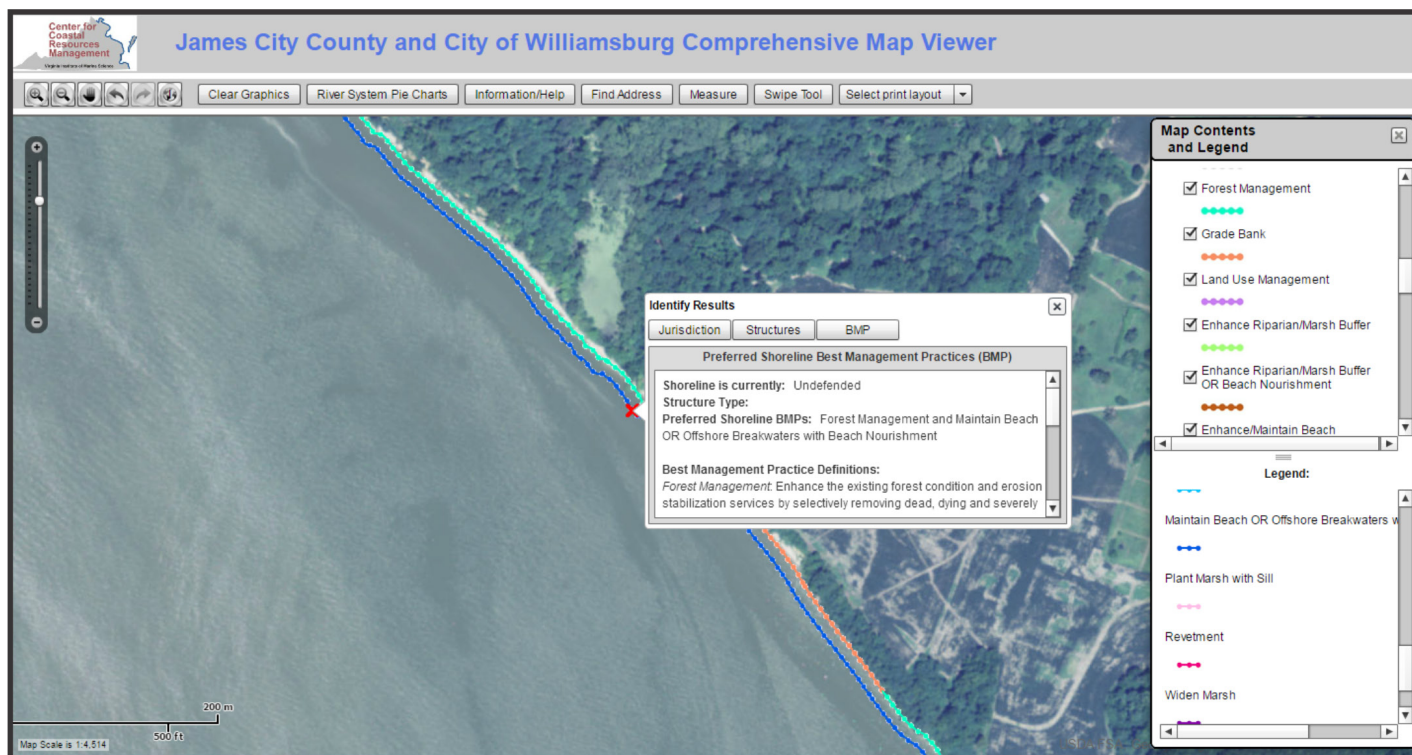 Center for
Coastal
Resources
Management
Virginia Institute of Marine Science
James City County and City of Williamsburg Comprehensive Map Viewer
Clear Graphics
River System Pie Charts
Information/Help
Find Address
Measure
Swipe Tool
Select print layout
Map Contents
and Legend
Forest Management
Grade Bank
Land Use Management
Enhance Riparian/Marsh Buffer
Enhance Riparian/Marsh Buffer
OR Beach Nourishment
Enhance/Maintain Beach
Legend:
Maintain Beach OR Offshore Breakwaters w
Plant Marsh with Sill
Revetment
Widen Marsh
Identify Results
Jurisdiction
Structures
BMP
Preferred Shoreline Best Management Practices (BMP)
Shoreline is currently: Undefended
Structure Type:
Preferred Shoreline BMPs: Forest Management and Maintain Beach
OR Offshore Breakwaters with Beach Nourishment
Best Management Practice Definitions:
Forest Management: Enhance the existing forest condition and erosion
stabilization services by selectively removing dead, dying and severely
200 m
500 ft
Map Scale is 1:4,514